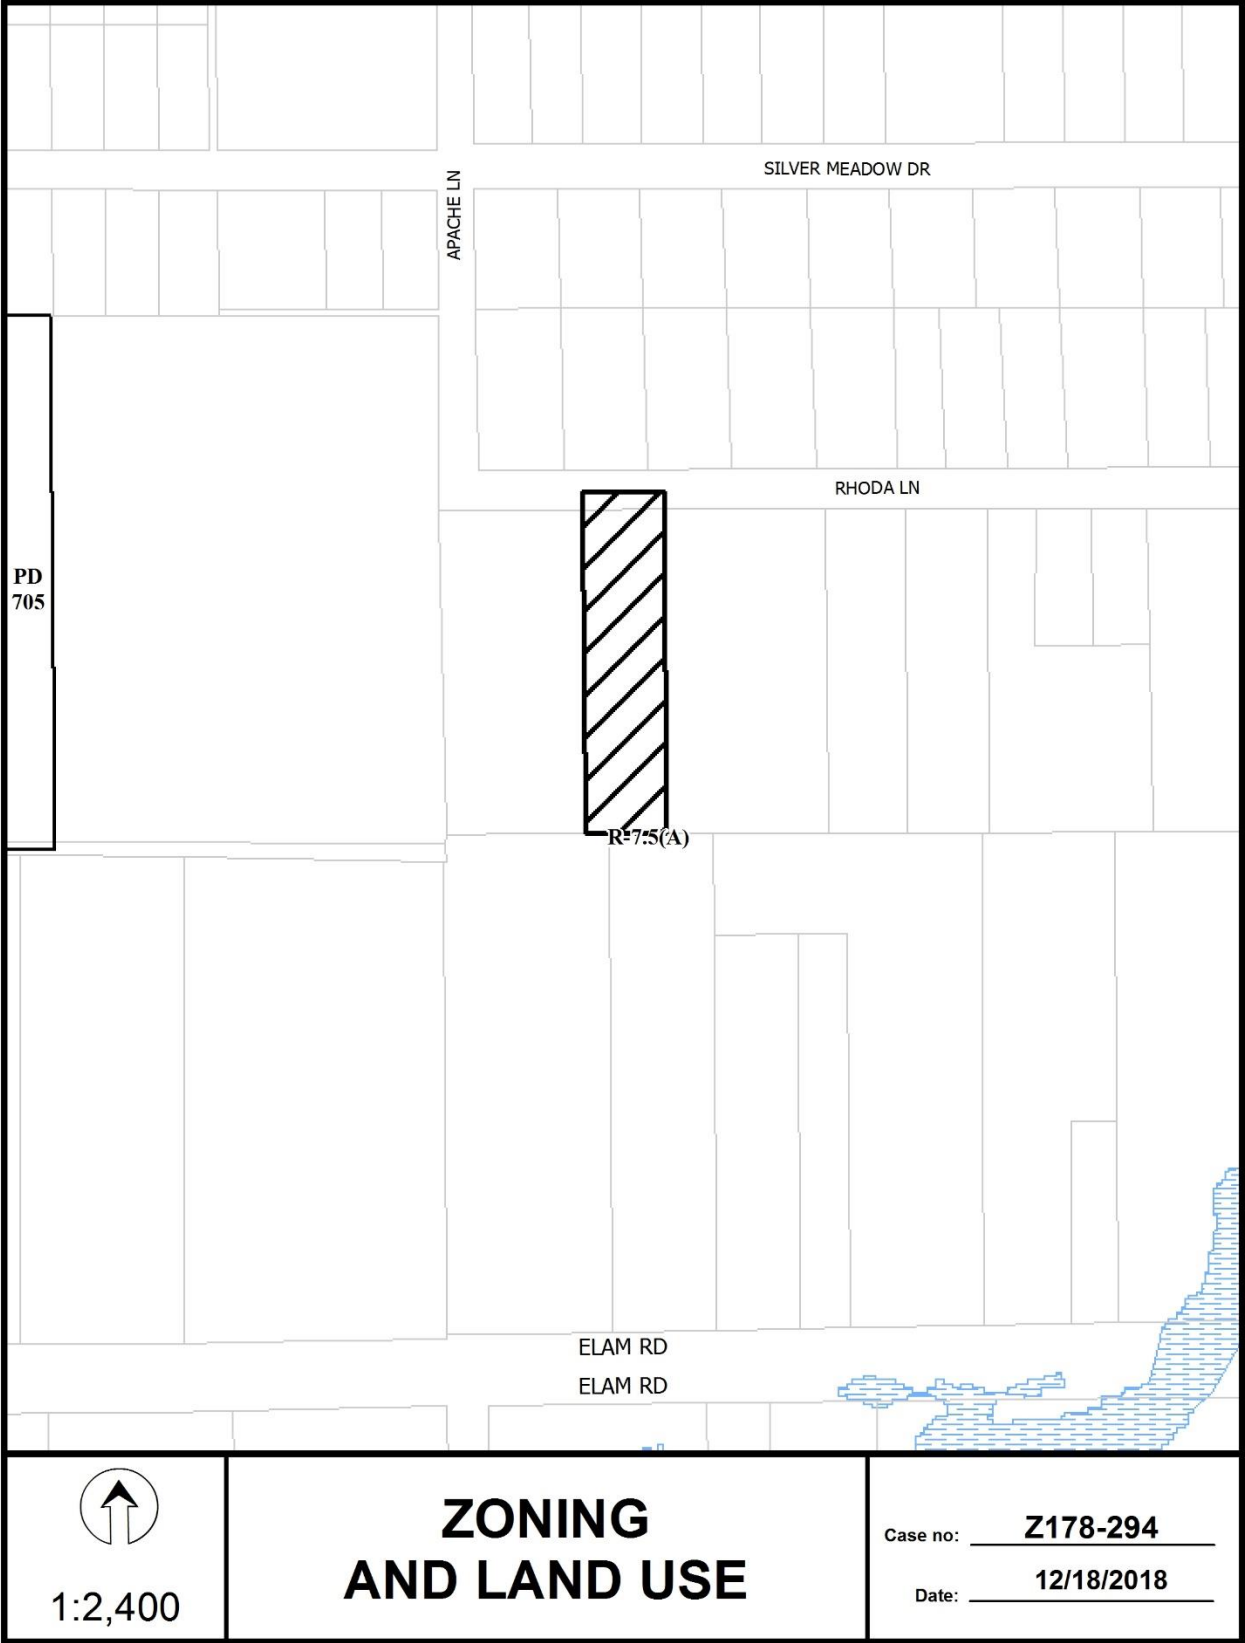 SILVER MEADOW DR
APACHE LN
RHODA LN
PD
705
R-7.5(A)
ELAM RD
ELAM RD
1:2,400
ZONING
AND LAND USE
Case no: Z178-294
Date: 12/18/2018